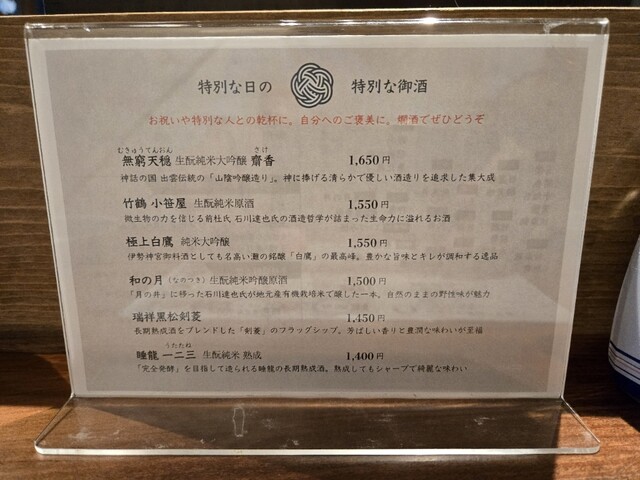 特別な日の 特別な御酒
お祝いや特別な人との乾杯に。自分へのご褒美に。燗酒でぜひどうぞ
むきゅうてんおん さけ
無窮天穏 生酛純米大吟醸 齋香 1,650円
神話の国 出雲伝統の「山陰吟醸造り」。神に捧げる清らかで優しい酒造りを追求した集大成
竹鶴 小笹屋 生酛純米原酒 1,550円
微生物の力を信じる前杜氏 石川達也氏の酒造哲学が詰まった生命力に溢れるお酒
極上白鷹 純米大吟醸 1,550円
伊勢神宮御料酒としても名高い灘の銘醸「白鷹」の最高峰。豊かな旨味とキレが調和する逸品
和の月（なのつき）生酛純米吟醸原酒 1,500円
「月の井」に移った石川達也氏が地元産有機栽培米で醸した一本。自然のままの野性味が魅力
瑞祥黒松剣菱 1,450円
長期熟成酒をブレンドした「剣菱」のフラッグシップ。芳ばしい香りと豊潤な味わいが至福
うたたね
睡龍 一二三 生酛純米 熟成 1,400円
「完全発酵」を目指して造られる睡龍の長期熟成酒。熟成してもシャープで綺麗な味わい